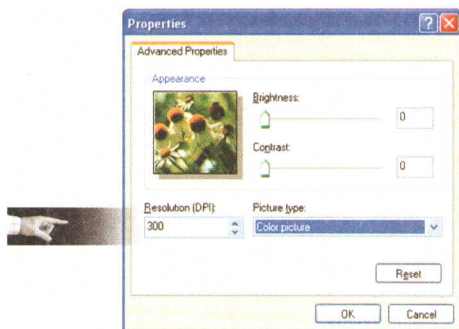 Properties
Advanced Properties
Appearance
Brightness:
0
Contrast:
0
Resolution (DPI):
Picture type:
300
Color picture
Reset
OK
Cancel